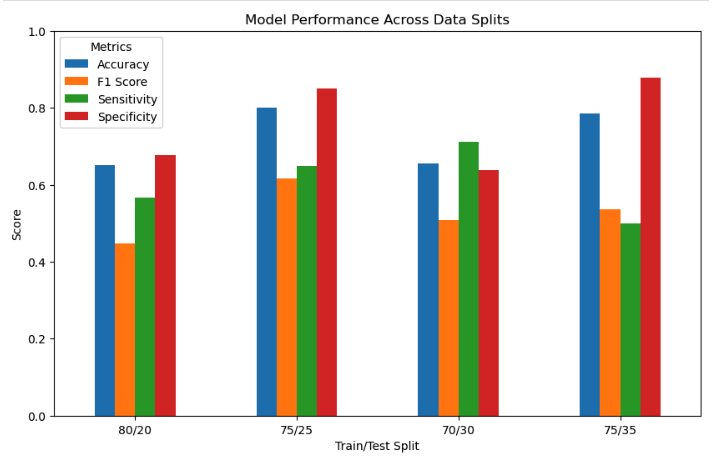 Model Performance Across Data Splits
Metrics
Accuracy
F1 Score
Sensitivity
Specificity
1.0
0.8
0.6
0.4
0.2
0.0
Score
80/20
75/25
70/30
75/35
Train/Test Split